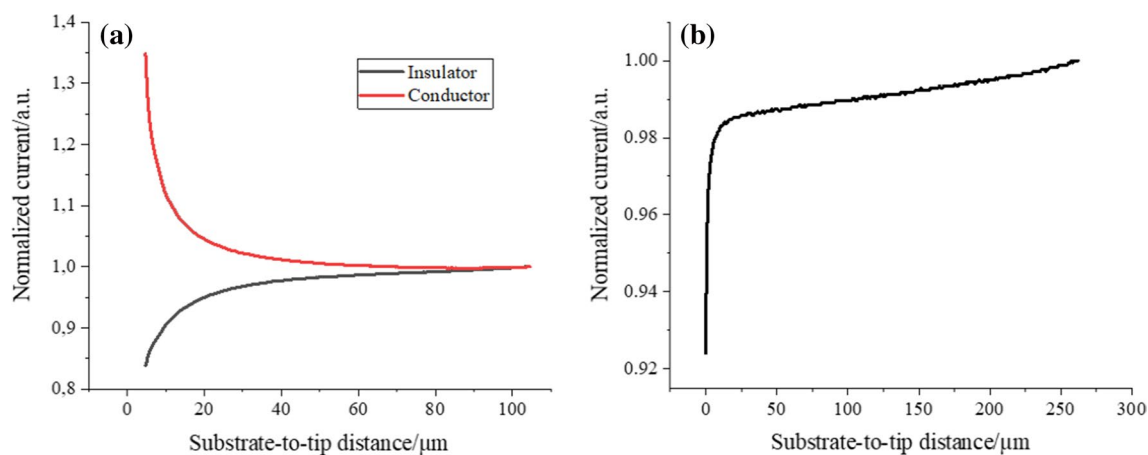 (a)
Normalized current/a.u.
1,4
1,3
1,2
1,1
1,0
0,9
0,8
Insulator
Conductor
0 20 40 60 80 100
Substrate-to-tip distance/µm
(b)
Normalized current/a.u.
1.00
0.98
0.96
0.94
0.92
0 50 100 150 200 250 300
Substrate-to-tip distance/µm